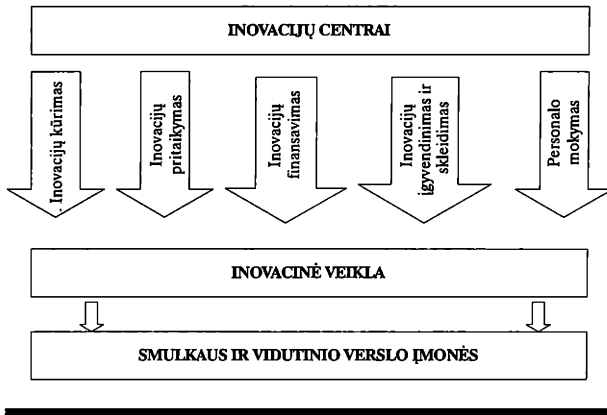 INOVACIJŲ CENTRAI
. Inovacijų kūrimas
Inovacijų
pritaikymas
Inovacijų
finansavimas
Inovacijų
įgyvendinimas ir
skleidimas
Personalo
mokymas
INOVACINĖ VEIKLA
SMULKAUS IR VIDUTINIO VERSLO ĮMONĖS